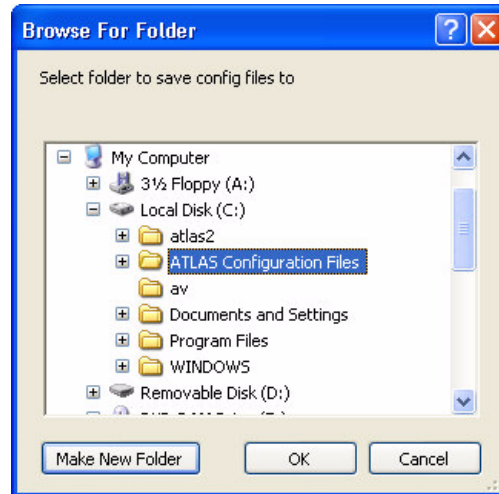 Browse For Folder
Select folder to save config files to
My Computer
3½ Floppy (A:)
Local Disk (C:)
atlas2
ATLAS Configuration Files
av
Documents and Settings
Program Files
WINDOWS
Removable Disk (D:)
Make New Folder OK Cancel